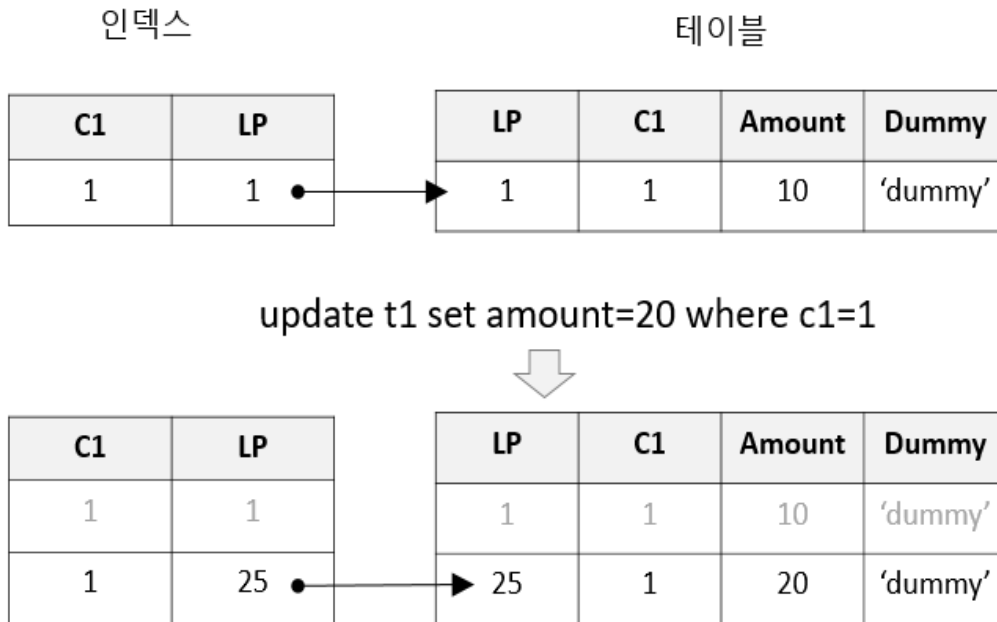 인덱스 테이블
C1 LP LP C1 Amount Dummy
1 1 1 1 10 ‘dummy’
update t1 set amount=20 where c1=1
C1 LP LP C1 Amount Dummy
1 1 1 1 10 ‘dummy’
1 25 25 1 20 ‘dummy’